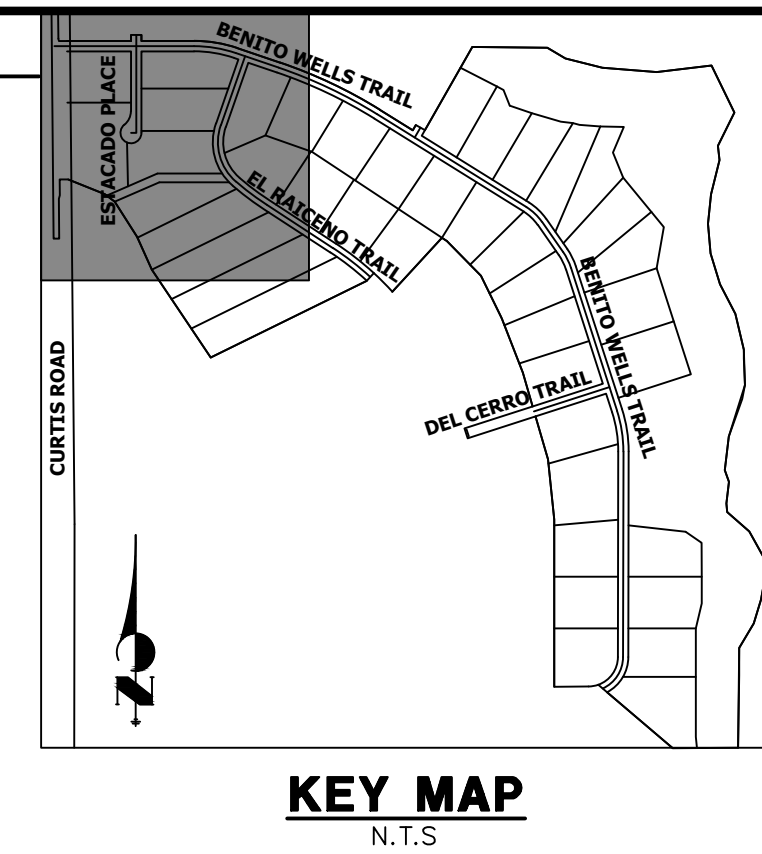 BENITO WELLS TRAIL
ESTACADO PLACE
EL RAICENO TRAIL
BENITO WELLS TRAIL
CURTIS ROAD
DEL CERRO TRAIL
N
KEY MAP
N.T.S